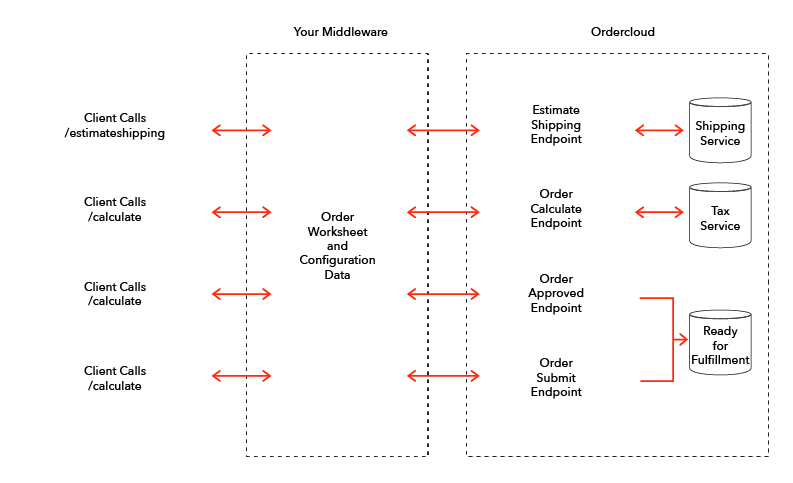 Your Middleware
Ordercloud
Client Calls
/estimateshipping
Estimate
Shipping
Endpoint
Shipping
Service
Client Calls
/calculate
Order
Worksheet
and
Configuration
Data
Order
Calculate
Endpoint
Tax
Service
Client Calls
/calculate
Order
Approved
Endpoint
Ready
for
Fulfillment
Client Calls
/calculate
Order
Submit
Endpoint